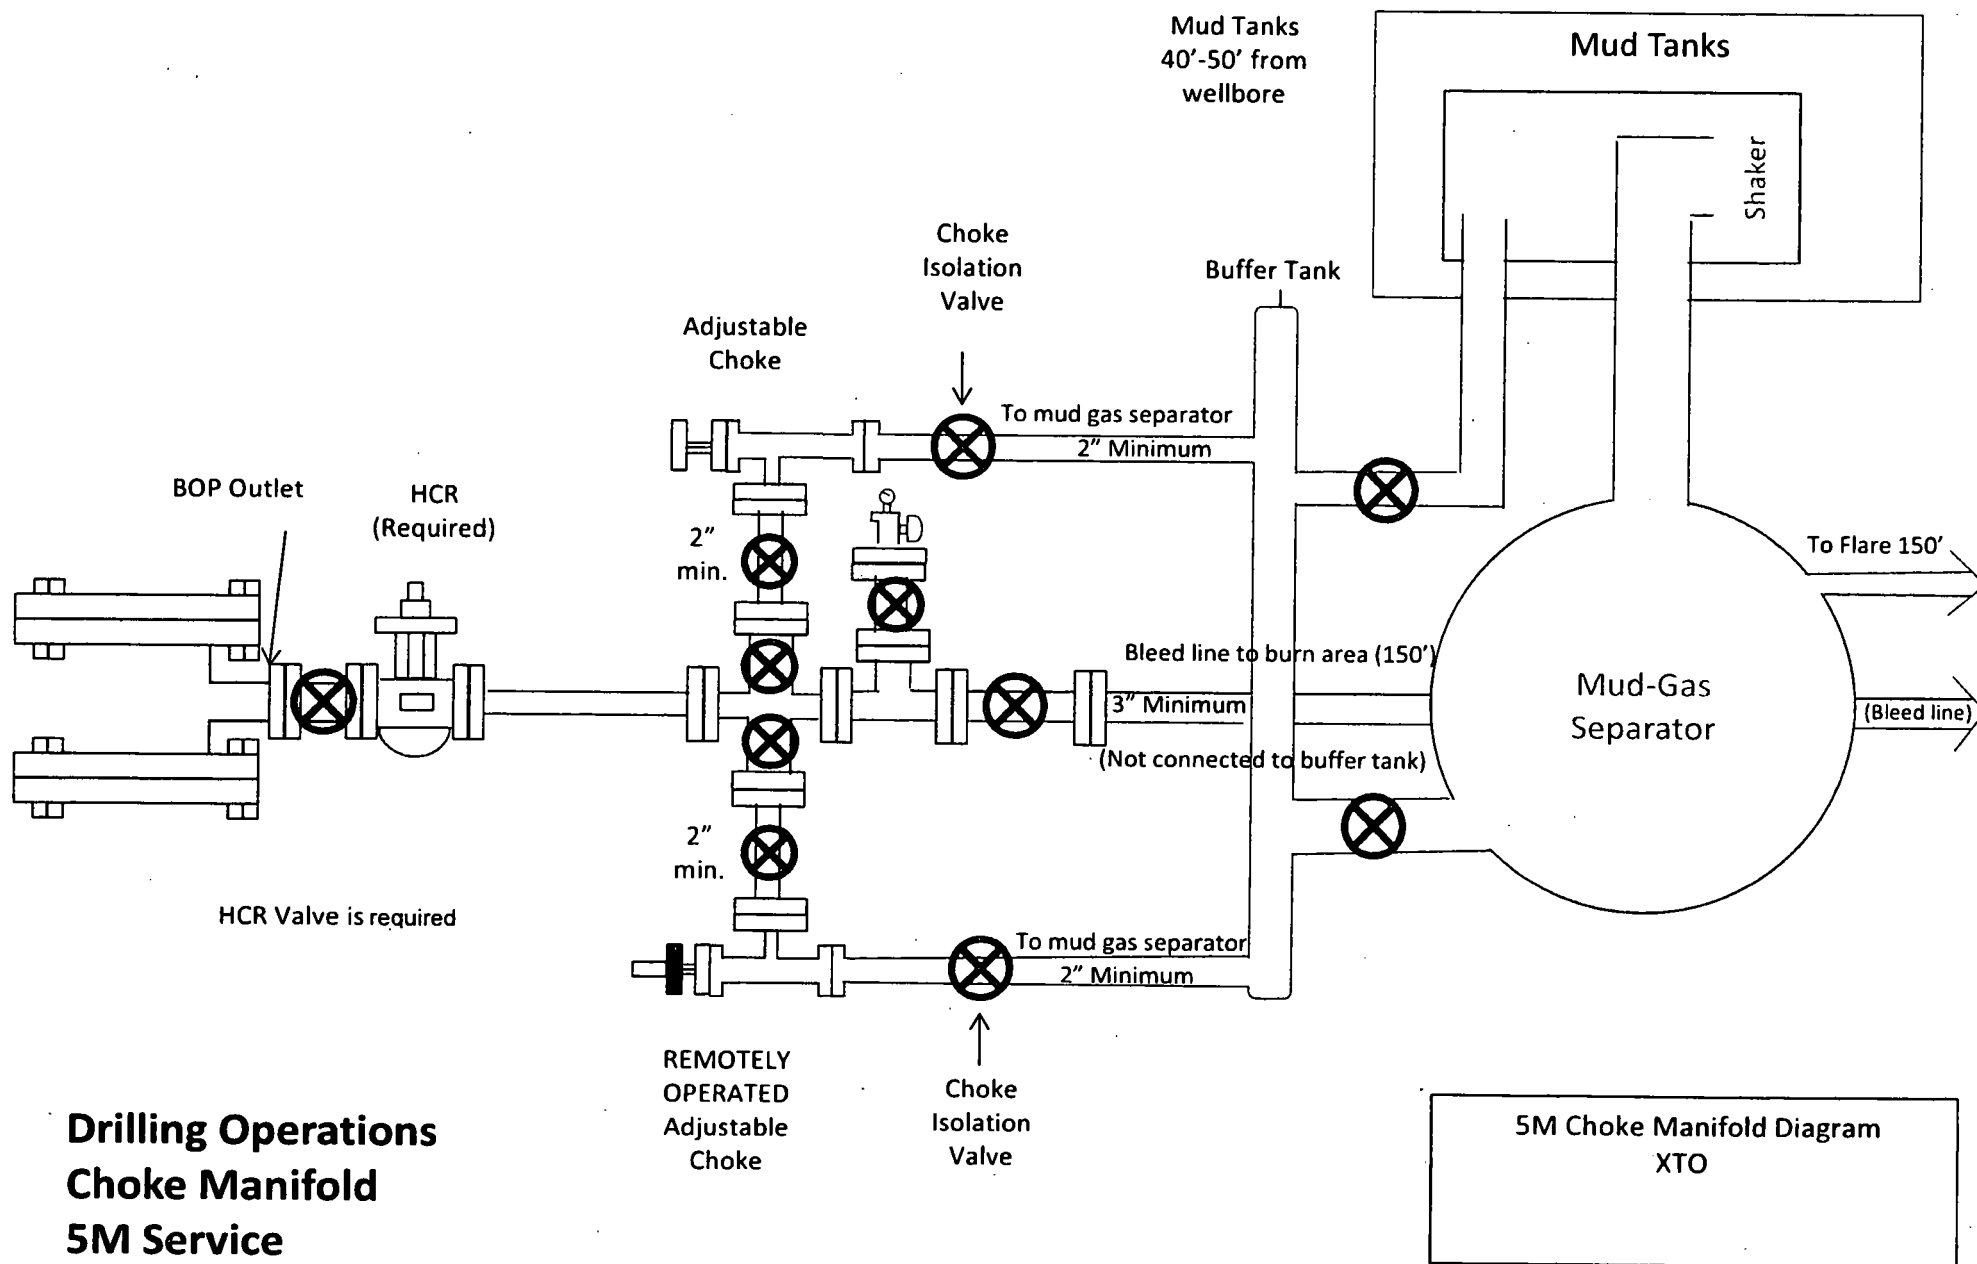 Mud Tanks
40’-50’ from
wellbore
Mud Tanks
Shaker
Choke
Isolation
Valve
Buffer Tank
Adjustable
Choke
To mud gas separator
2” Minimum
BOP Outlet
HCR
(Required)
2”
min.
To Flare 150’
Bleed line to burn area (150’)
3” Minimum
(Not connected to buffer tank)
Mud-Gas
Separator
(Bleed line)
2”
min.
HCR Valve is required
To mud gas separator
2” Minimum
REMOTELY
OPERATED
Adjustable
Choke
Choke
Isolation
Valve
Drilling Operations
Choke Manifold
5M Service
5M Choke Manifold Diagram
XTO